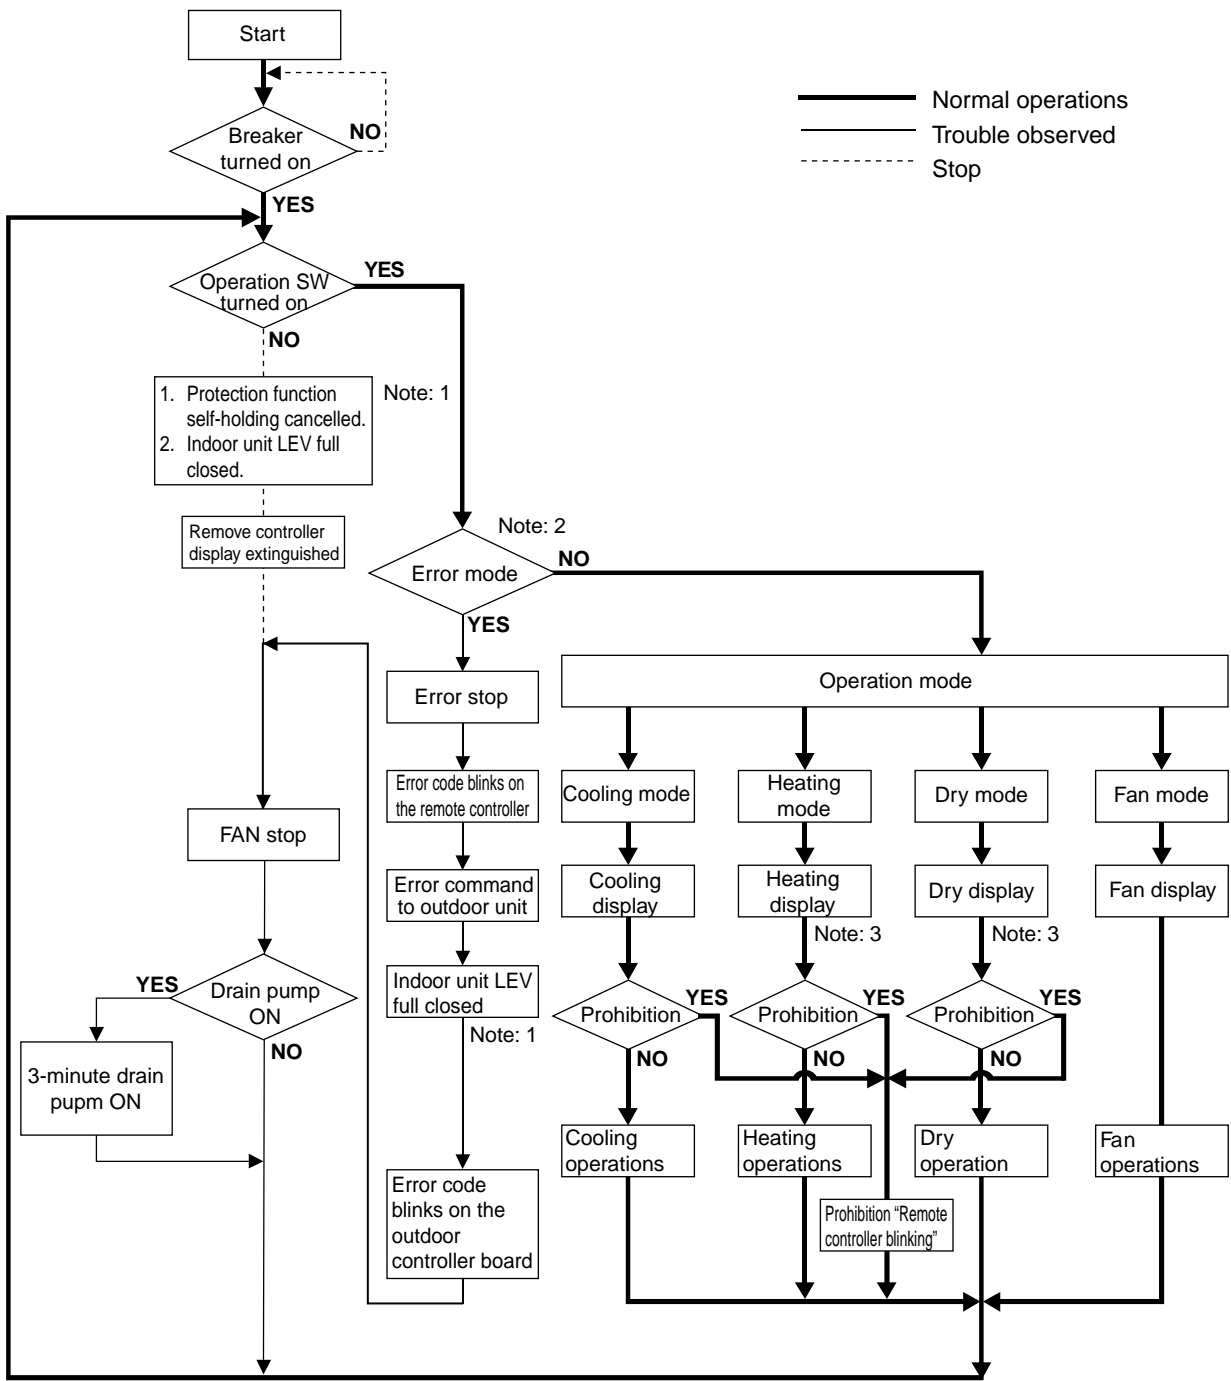 Start
Normal operations
Trouble observed
Stop
Breaker
turned on
NO
YES
Operation SW
turned on
YES
NO
1. Protection function
self-holding cancelled.
2. Indoor unit LEV full
closed.
Note: 1
Remove controller
display extinguished
Note: 2
Error mode
NO
YES
Error stop
Operation mode
Error code blinks on
the remote controller
Cooling mode
Heating
mode
Dry mode
Fan mode
FAN stop
Error command
to outdoor unit
Cooling
display
Heating
display
Dry display
Fan display
Note: 3
Note: 3
Drain pump
ON
YES
NO
Indoor unit LEV
full closed
Note: 1
Prohibition
YES
NO
Prohibition
YES
NO
Prohibition
YES
NO
3-minute drain
pupm ON
Cooling
operations
Heating
operations
Dry
operation
Fan
operations
Error code
blinks on the
outdoor
controller board
Prohibition “Remote
controller blinking”